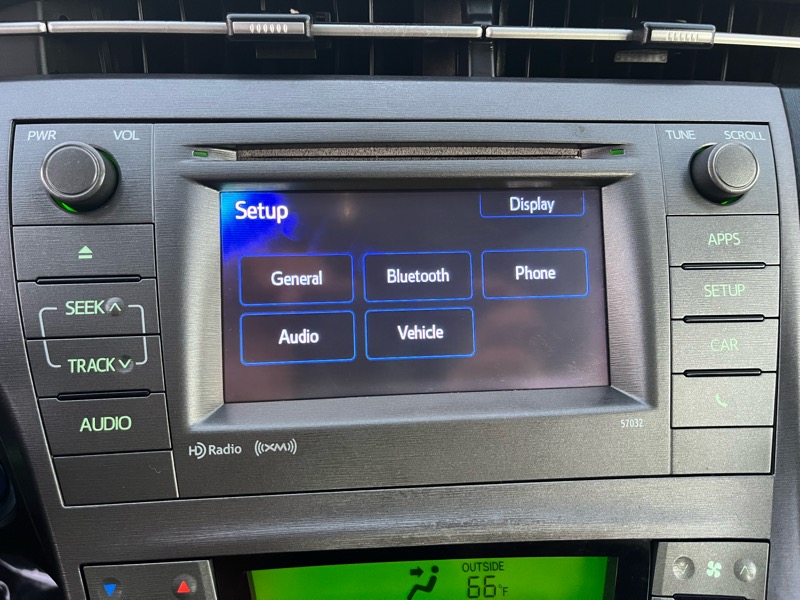 PWR VOL
TUNE SCROLL
Setup
Display
General Bluetooth Phone
Audio Vehicle
SEEK
TRACK
AUDIO
APPS
SETUP
CAR
HD Radio ((XM))
57032
OUTSIDE
66°F